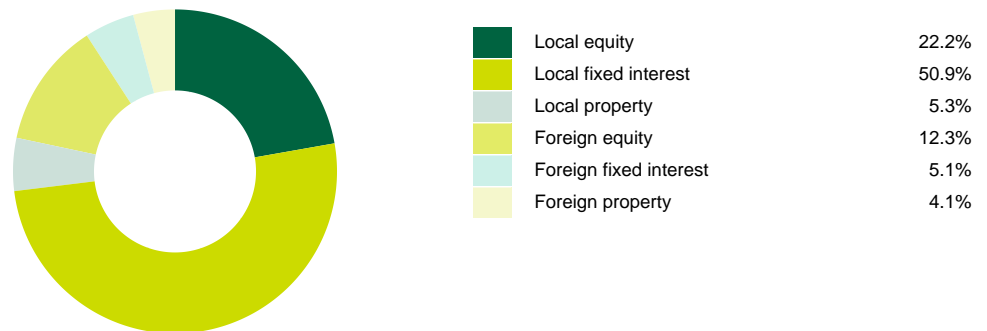 Local equity 22.2%
Local fixed interest 50.9%
Local property 5.3%
Foreign equity 12.3%
Foreign fixed interest 5.1%
Foreign property 4.1%